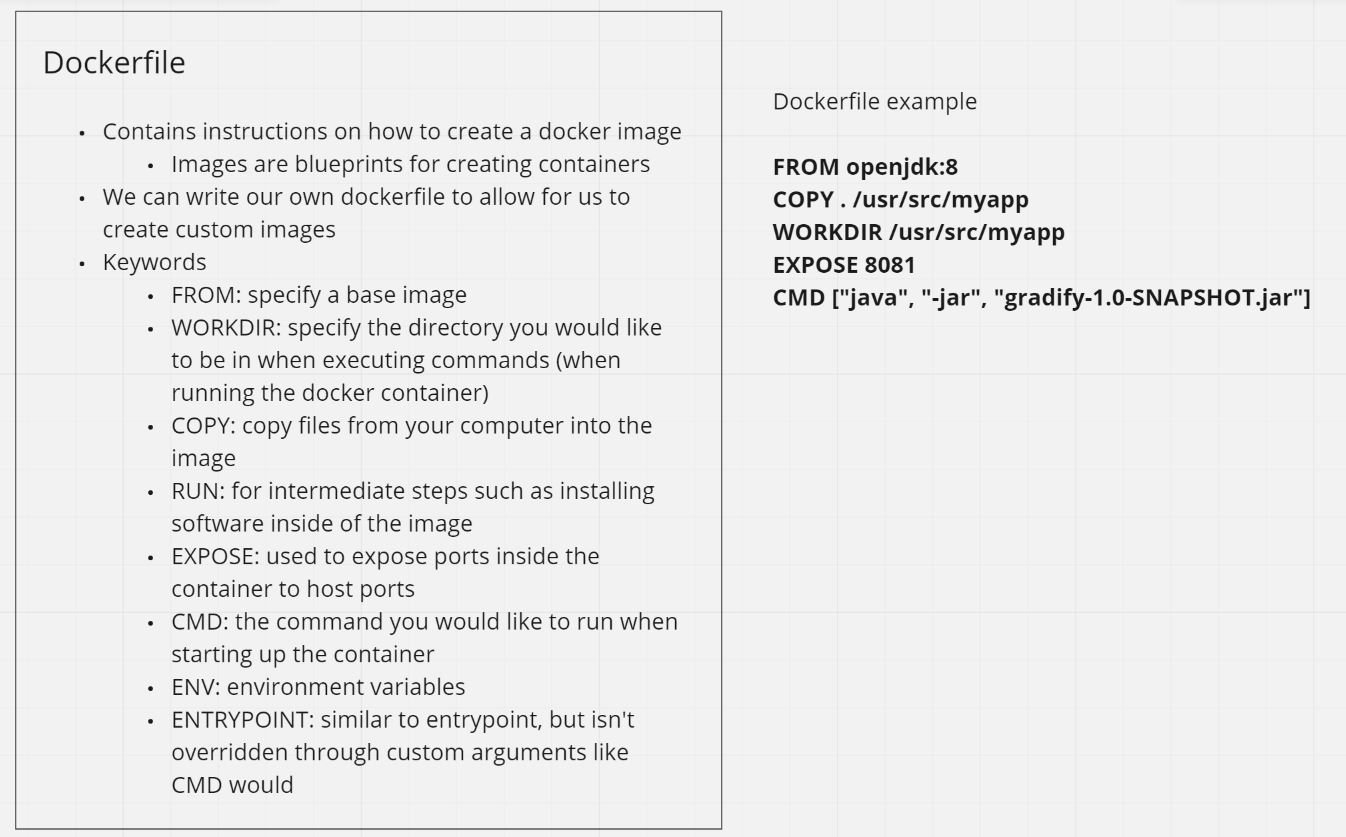 Dockerfile
• Contains instructions on how to create a docker image
• Images are blueprints for creating containers
• We can write our own dockerfile to allow for us to
create custom images
• Keywords
• FROM: specify a base image
• WORKDIR: specify the directory you would like
to be in when executing commands (when
running the docker container)
• COPY: copy files from your computer into the
image
• RUN: for intermediate steps such as installing
software inside of the image
• EXPOSE: used to expose ports inside the
container to host ports
• CMD: the command you would like to run when
starting up the container
• ENV: environment variables
• ENTRYPOINT: similar to entrypoint, but isn't
overridden through custom arguments like
CMD would
Dockerfile example
FROM openjdk:8
COPY . /usr/src/myapp
WORKDIR /usr/src/myapp
EXPOSE 8081
CMD ["java", "-jar", "gradify-1.0-SNAPSHOT.jar"]